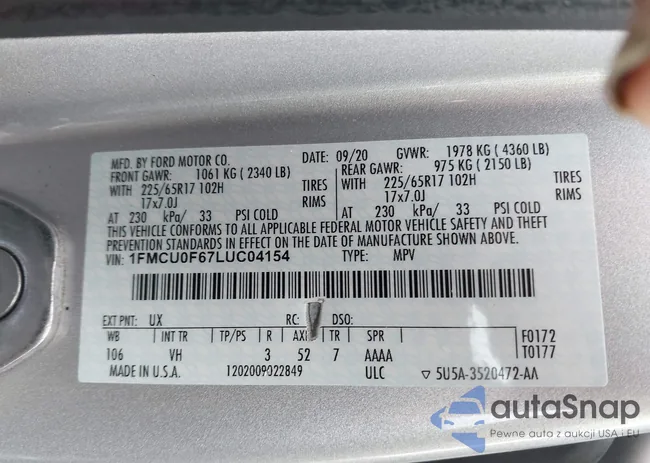 MFD. BY FORD MOTOR CO. DATE: 09/20 GVWR: 1978 KG ( 4360 LB)
FRONT GAWR: 1061 KG ( 2340 LB) REAR GAWR: 975 KG ( 2150 LB)
WITH 225/65R17 102H TIRES WITH 225/65R17 102H TIRES
17x7.0J RIMS 17x7.0J RIMS
AT 230 kPa/ 33 PSI COLD AT 230 kPa/ 33 PSI COLD
THIS VEHICLE CONFORMS TO ALL APPLICABLE FEDERAL MOTOR VEHICLE SAFETY AND THEFT
PREVENTION STANDARDS IN EFFECT ON THE DATE OF MANUFACTURE SHOWN ABOVE.
VIN: 1FMCU0F67LUC04154 TYPE: MPV
EXT PNT: UX RC: DSO:
WB INT TR TP/PS R AXLE TR SPR F0172
106 VH 3 52 7 AAAA T0177
MADE IN U.S.A. ULC ▽ 5U5A-3520472-AA
autaSnap
Pewne auta z aukcji USA i EU